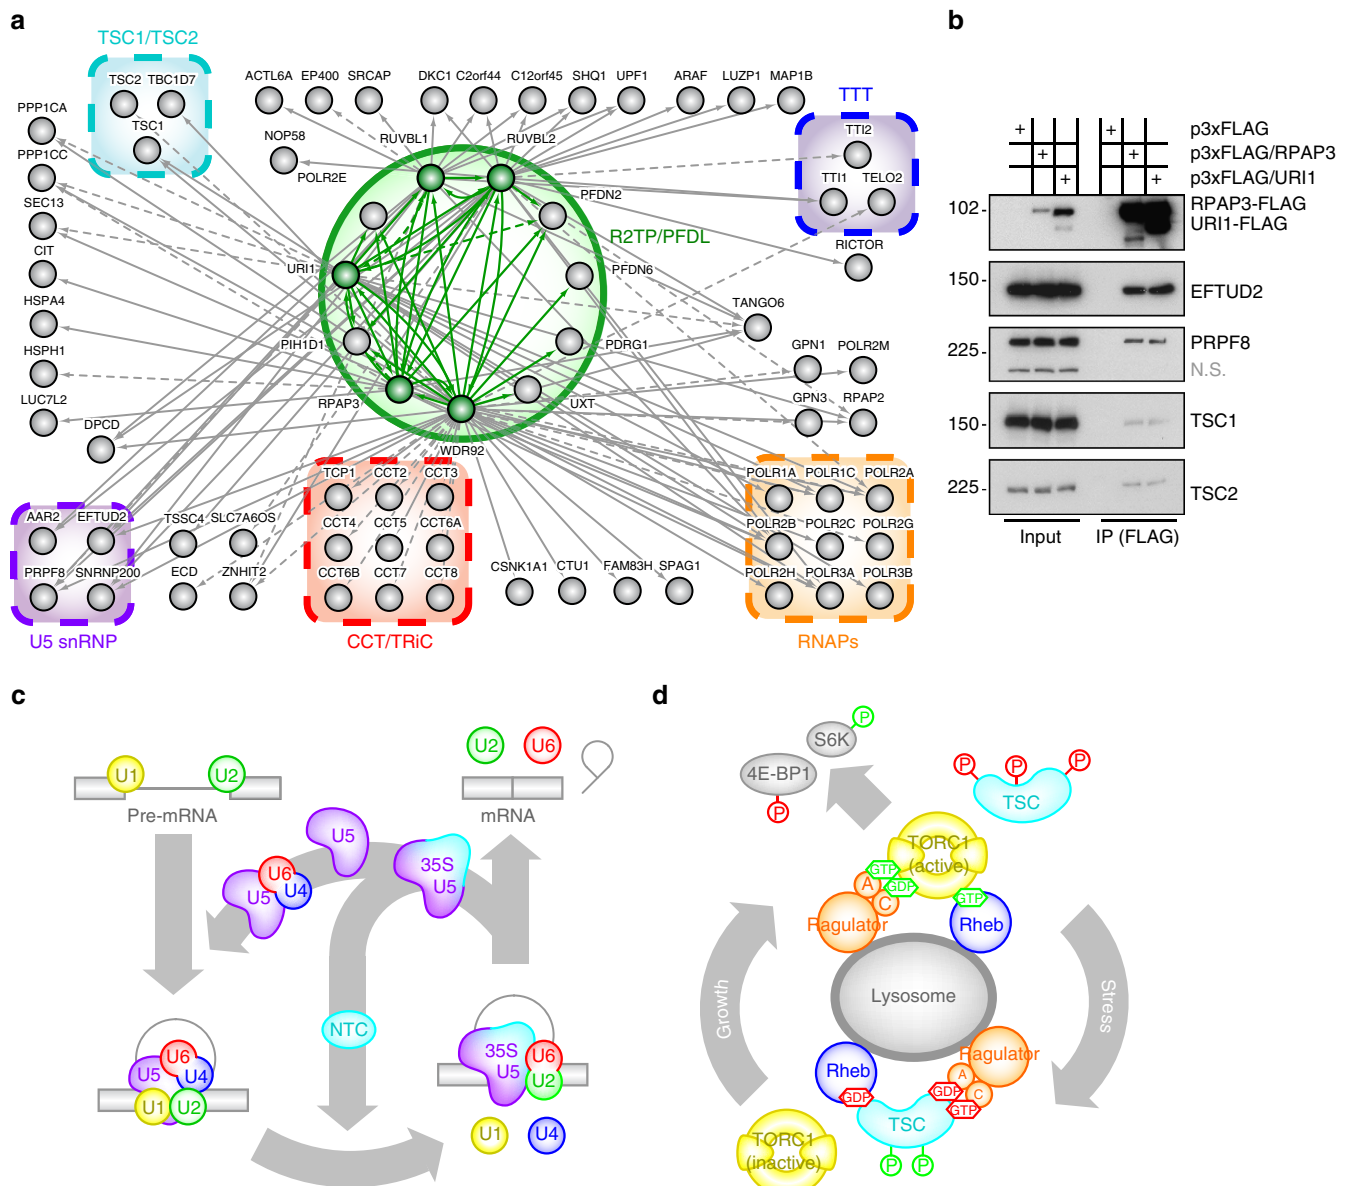 a
TSC1/TSC2
TSC2 TBC1D7
TSC1
ACTL6A EP400 SRCAP DKC1 C2orf44 C12orf45 SHQ1 UPF1 ARAF LUZP1 MAP1B
PPP1CA
PPP1CC
SEC13
CIT
HSPA4
HSPH1
LUC7L2
DPCD
NOP58
RUVBL1
RUVBL2
POLR2E
PFDN2
R2TP/PFDL
URI1
PFDN6
PIH1D1
PDRG1
RPAP3
UXT
WDR92
TTT
TTI2
TTI1 TELO2
RICTOR
TANGO6
GPN1 POLR2M
GPN3 RPAP2
AAR2 EFTUD2
PRPF8 SNRNP200
U5 snRNP
TSSC4 SLC7A6OS
ECD ZNHIT2
TCP1 CCT2 CCT3
CCT4 CCT5 CCT6A
CCT6B CCT7 CCT8
CCT/TRiC
CSNK1A1 CTU1 FAM83H SPAG1
POLR1A POLR1C POLR2A
POLR2B POLR2C POLR2G
POLR2H POLR3A POLR3B
RNAPs
b
+ + p3xFLAG
+ + p3xFLAG/RPAP3
+ + p3xFLAG/URI1
102- RPAP3-FLAG
URI1-FLAG
150- EFTUD2
225- PRPF8
N.S.
150- TSC1
225- TSC2
Input IP (FLAG)
c
U1 U2
Pre-mRNA
U2 U6
mRNA
U5
U6
U5 U4
35S
U5
NTC
U6
U5 U4
U1 U2
35S
U5 U6
U2
U1 U4
d
P
S6K
4E-BP1
P
P P P
TSC
TORC1
(active)
GTP
A GDP
C GTP
Ragulator Rheb
Lysosome
Growth
Stress
Ragulator
Rheb
A
GDP GDP C
GTP
TSC
TORC1
(inactive)
P P